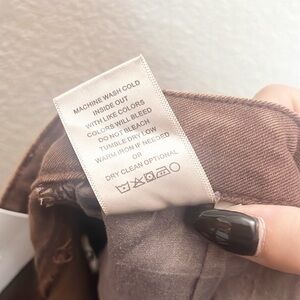 MACHINE WASH COLD
INSIDE OUT
WITH LIKE COLORS
COLORS WILL BLEED
DO NOT BLEACH
TUMBLE DRY LOW
WARM IRON IF NEEDED
OR
DRY CLEAN OPTIONAL